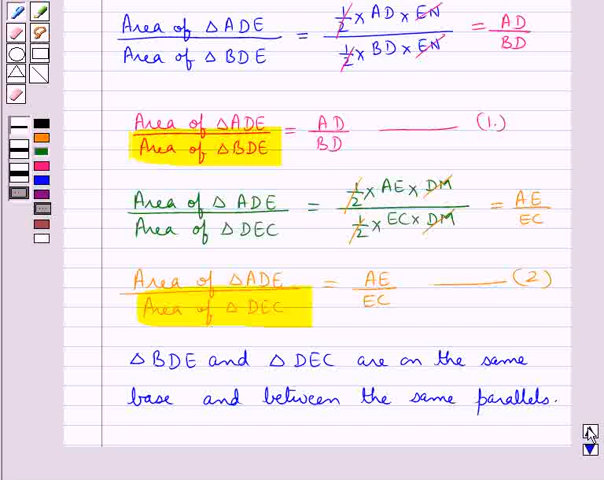 Area of △ADE / Area of △BDE = ½ × AD × EN / ½ × BD × EN = AD / BD
Area of △ADE / Area of △BDE = AD / BD ——— (1.)
Area of △ADE / Area of △DEC = ½ × AE × DM / ½ × EC × DM = AE / EC
Area of △ADE / Area of △DEC = AE / EC ——— (2)
△BDE and △DEC are on the same
base and between the same parallels.